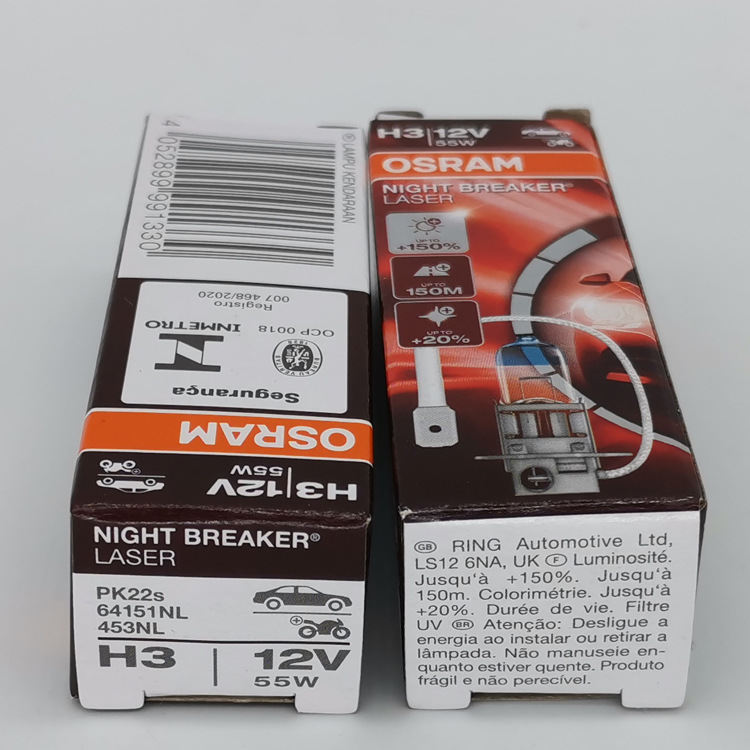 4 052899 991330
® LAMPU KENDARAAN
Segurança
INMETRO
OCP 0018
Registro
007 468/2020
OSRAM
H3|12V
55W
NIGHT BREAKER®
LASER
PK22s
64151NL
453NL
H3 | 12V
55W
H3|12V
55W
OSRAM
NIGHT BREAKER®
LASER
UP TO
+150%
UP TO
150M
UP TO
+20%
GB RING Automotive Ltd,
LS12 6NA, UK F Luminosité.
Jusqu'à +150%. Jusqu'à
150m. Colorimétrie. Jusqu'à
+20%. Durée de vie. Filtre
UV BR Atenção: Desligue a
energia ao instalar ou retirar a
lâmpada. Não manuseie en-
quanto estiver quente. Produto
frágil e não perecível.